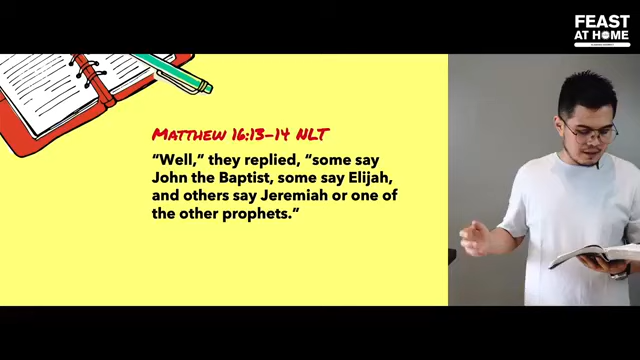 FEAST
AT HOME
MATTHEW 16:13-14 NLT
“Well,” they replied, “some say
John the Baptist, some say Elijah,
and others say Jeremiah or one of
the other prophets.”